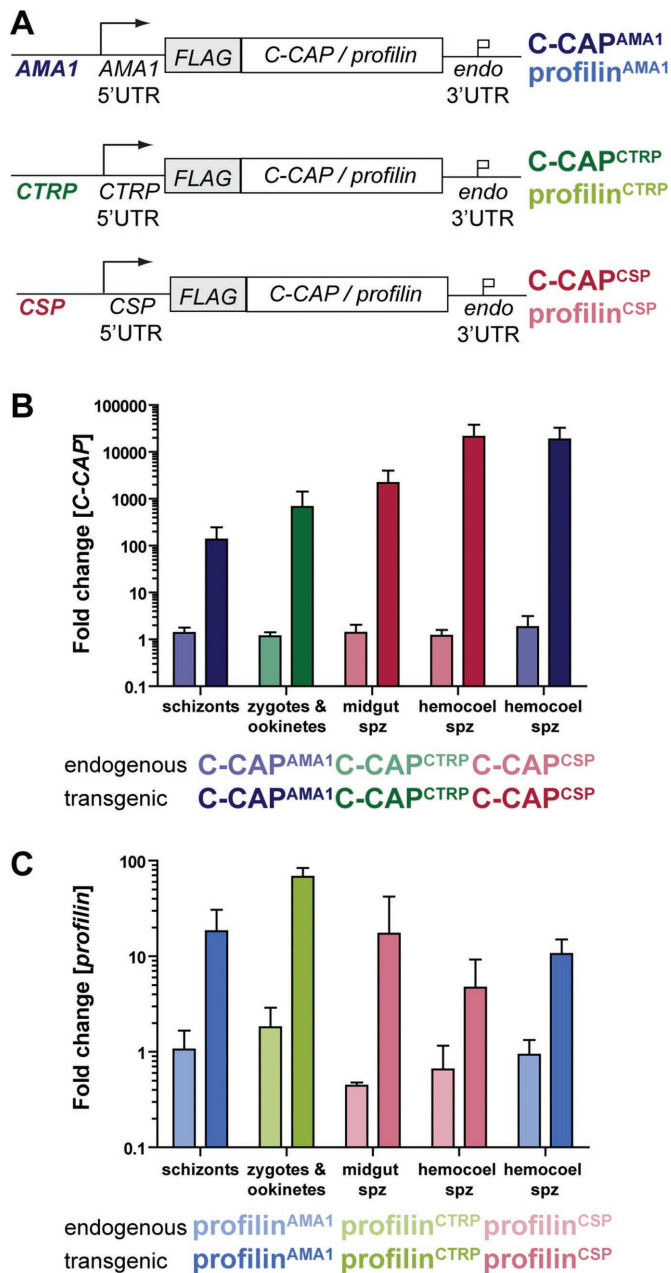 A
AMA1 AMA1 5'UTR FLAG C-CAP / profilin endo 3'UTR C-CAPAMA1 profilinAMA1
CTRP CTRP 5'UTR FLAG C-CAP / profilin endo 3'UTR C-CAPCTRP profilinCTRP
CSP CSP 5'UTR FLAG C-CAP / profilin endo 3'UTR C-CAPCSP profilinCSP
B
Fold change [C-CAP]
100000
10000
1000
100
10
1
0.1
schizonts zygotes & ookinetes midgut spz hemocoel spz hemocoel spz
endogenous C-CAPAMA1 C-CAPCTRP C-CAPCSP
transgenic C-CAPAMA1 C-CAPCTRP C-CAPCSP
C
Fold change [profilin]
100
10
1
0.1
schizonts zygotes & ookinetes midgut spz hemocoel spz hemocoel spz
endogenous profilinAMA1 profilinCTRP profilinCSP
transgenic profilinAMA1 profilinCTRP profilinCSP